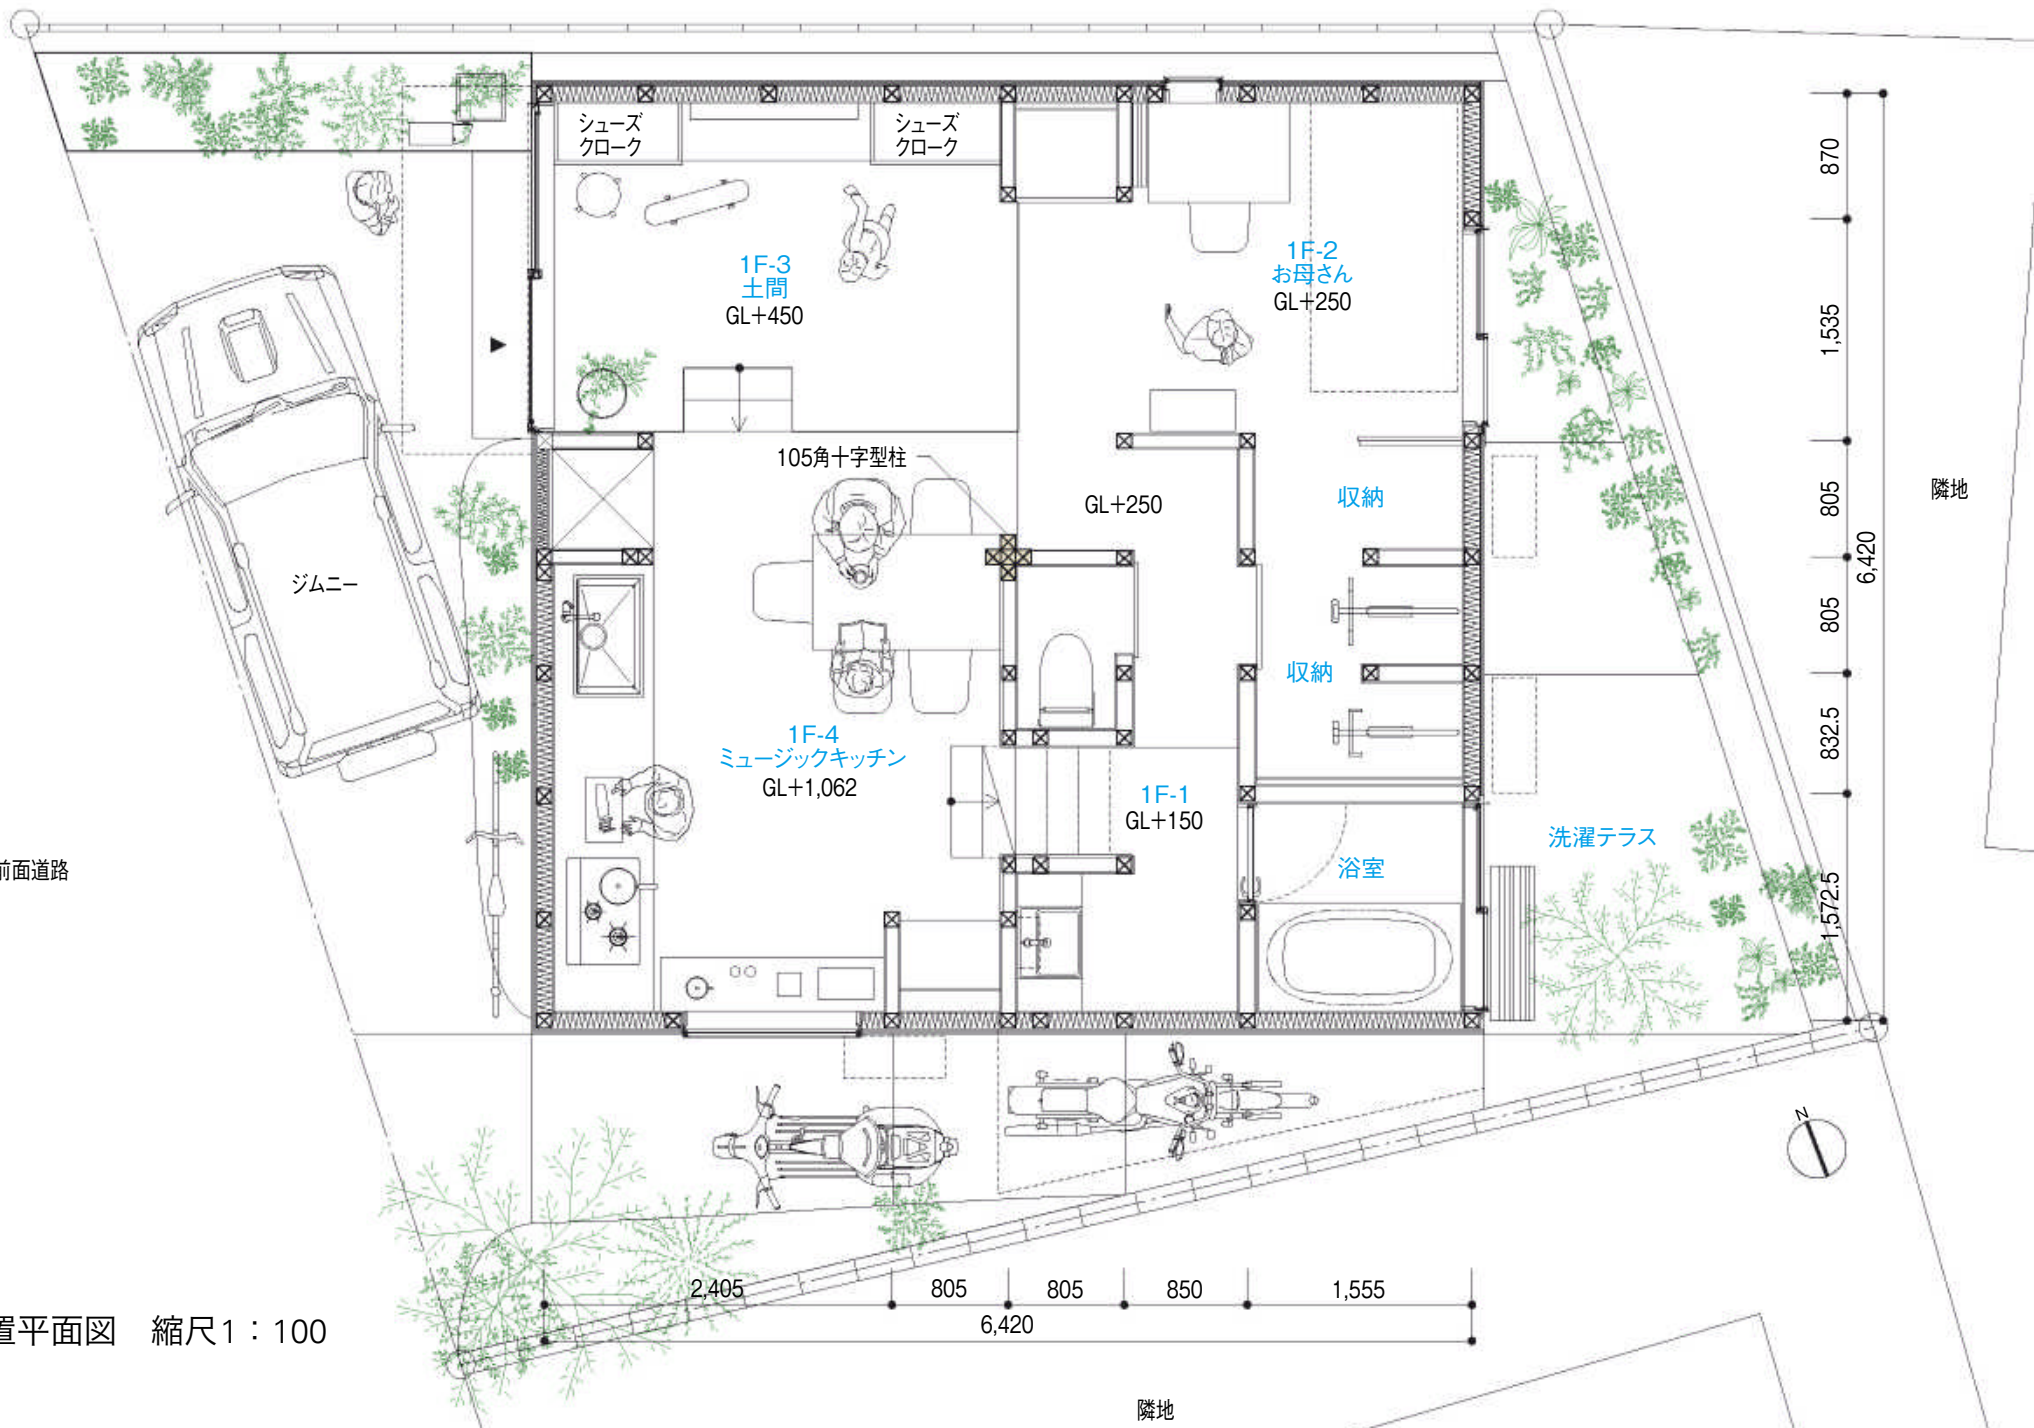 シューズ
クローク
シューズ
クローク
870
1F-3
土間
GL+450
1F-2
お母さん
GL+250
1,535
105角十字型柱
GL+250
収納
805
隣地
6,420
ジムニー
805
収納
832.5
1F-4
ミュージックキッチン
GL+1,062
1F-1
GL+150
洗濯テラス
浴室
前面道路
1,572.5
N
2,405
805
805
850
1,555
6,420
置平面図 縮尺1:100
隣地